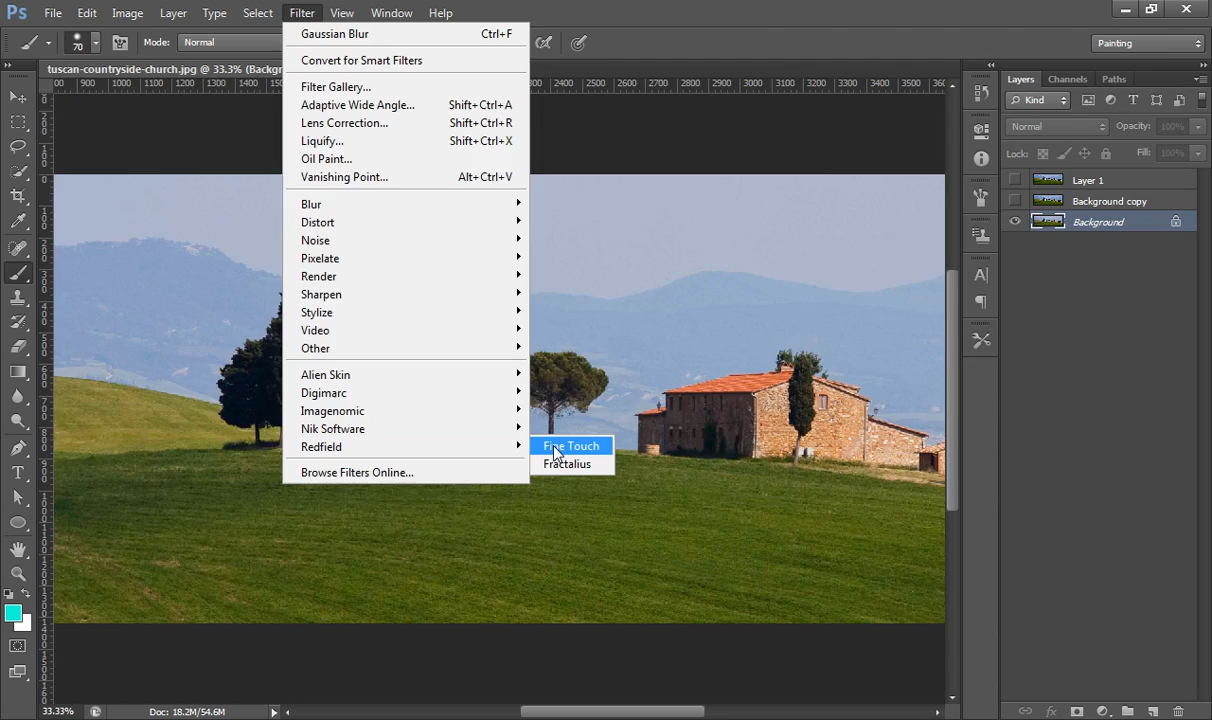 Ps File Edit Image Layer Type Select Filter View Window Help
70 Mode: Normal Painting
tuscan-countryside-church.jpg @ 33.3% (Backgr
Gaussian Blur Ctrl+F
Convert for Smart Filters
Filter Gallery...
Adaptive Wide Angle... Shift+Ctrl+A
Lens Correction... Shift+Ctrl+R
Liquify... Shift+Ctrl+X
Oil Paint...
Vanishing Point... Alt+Ctrl+V
Blur
Distort
Noise
Pixelate
Render
Sharpen
Stylize
Video
Other
Alien Skin
Digimarc
Imagenomic
Nik Software
Redfield
Browse Filters Online...
Fine Touch
Fractalius
00 900 1000 1100 1200 1300 1400 2300 2400 2500 2600 2700 2800 2900 3000 3100 3200 3300 3400 3500 3600
Layers Channels Paths
Kind
Normal Opacity: 100%
Lock: Fill: 100%
Layer 1
Background copy
Background
33.33% Doc: 18.2M/54.6M